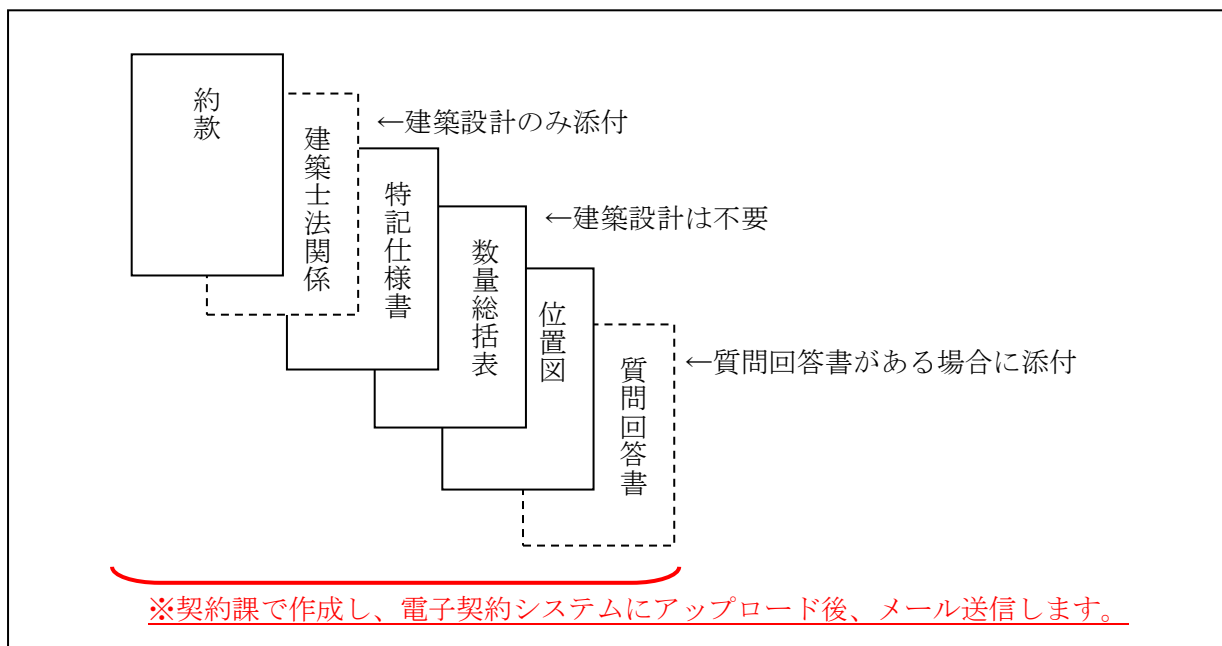 約款
建築士法関係
←建築設計のみ添付
特記仕様書
数量総括表
←建築設計は不要
位置図
質問回答書
←質問回答書がある場合に添付
※契約課で作成し、電子契約システムにアップロード後、メール送信します。